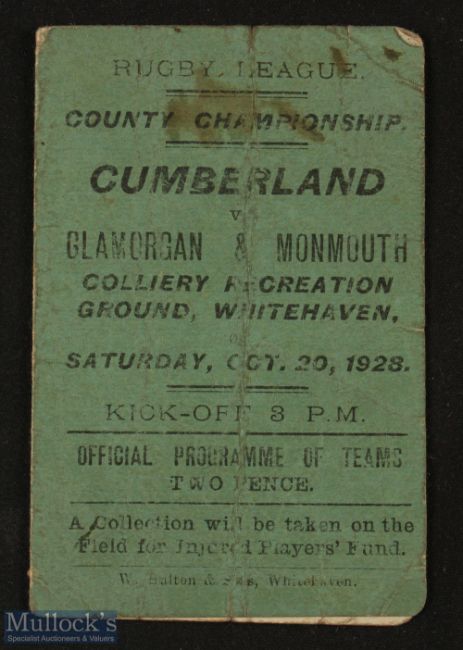 RUGBY LEAGUE.
COUNTY CHAMPIONSHIP.
CUMBERLAND
v
GLAMORGAN & MONMOUTH
COLLIERY RECREATION
GROUND, WHITEHAVEN,
on
SATURDAY, OCT. 20, 1928.
KICK-OFF 3 P.M.
OFFICIAL PROGRAMME OF TEAMS
TWO PENCE.
A Collection will be taken on the
Field for Injured Players' Fund.
W. & Sons, Whitehaven.
Mullock's
Specialist Auctioneers & Valuers